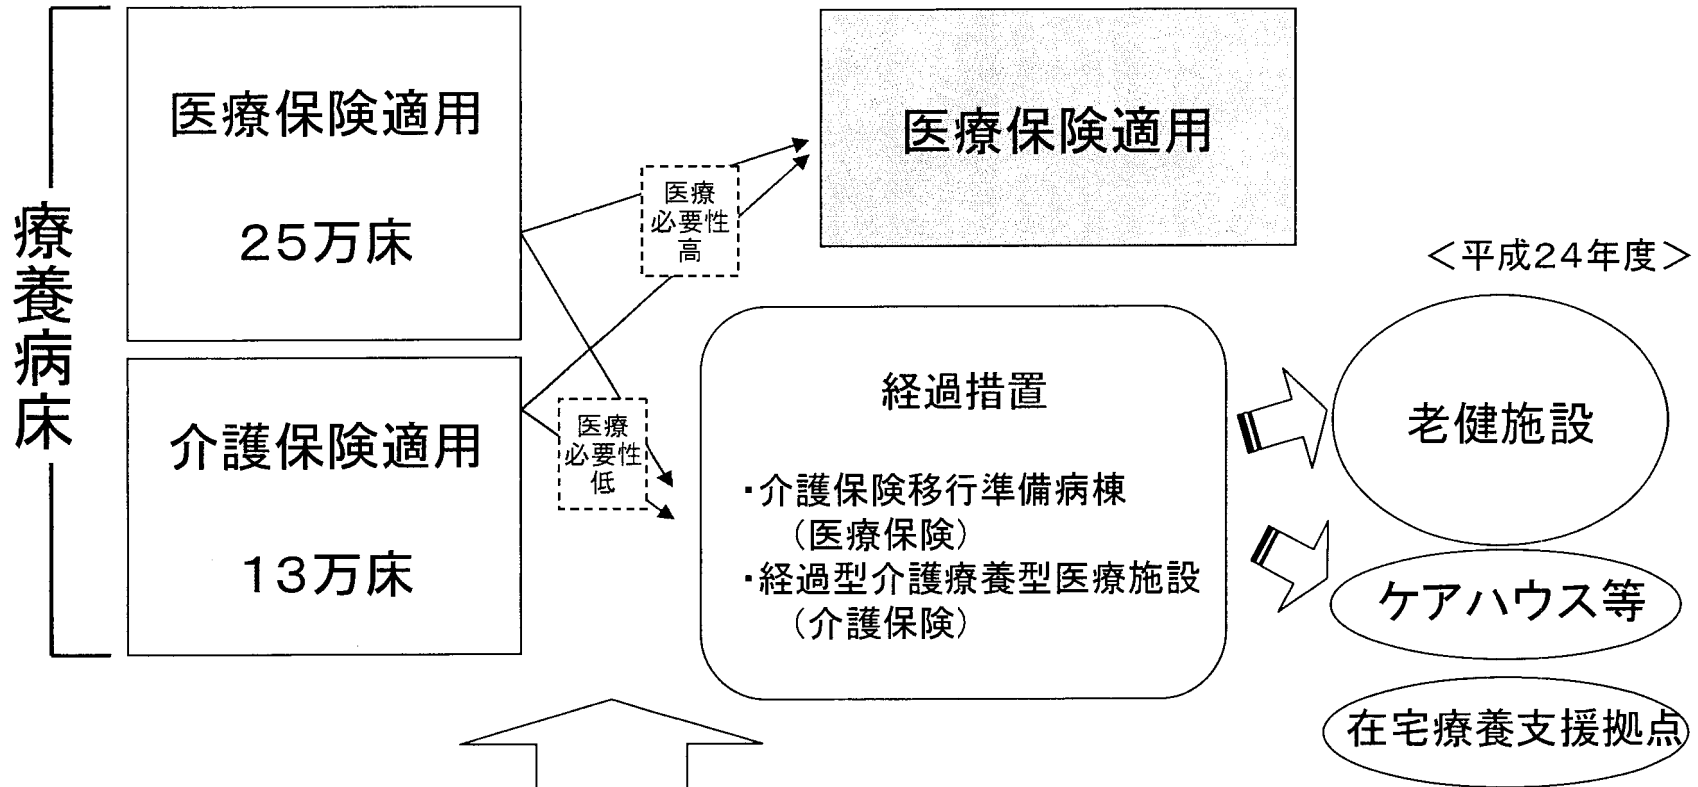 療養病床
医療保険適用
25万床
介護保険適用
13万床
医療
必要性
高
医療
必要性
低
医療保険適用
経過措置
・介護保険移行準備病棟
(医療保険)
・経過型介護療養型医療施設
(介護保険)
<平成24年度>
老健施設
ケアハウス等
在宅療養支援拠点